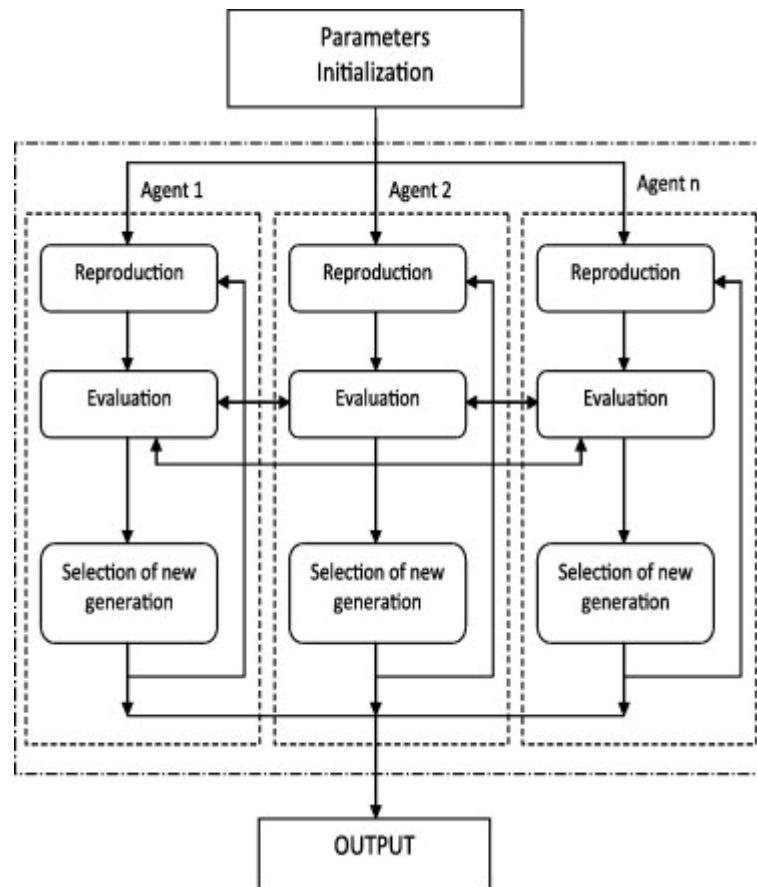 Parameters
Initialization
Agent 1
Agent 2
Agent n
Reproduction
Reproduction
Reproduction
Evaluation
Evaluation
Evaluation
Selection of new
generation
Selection of new
generation
Selection of new
generation
OUTPUT